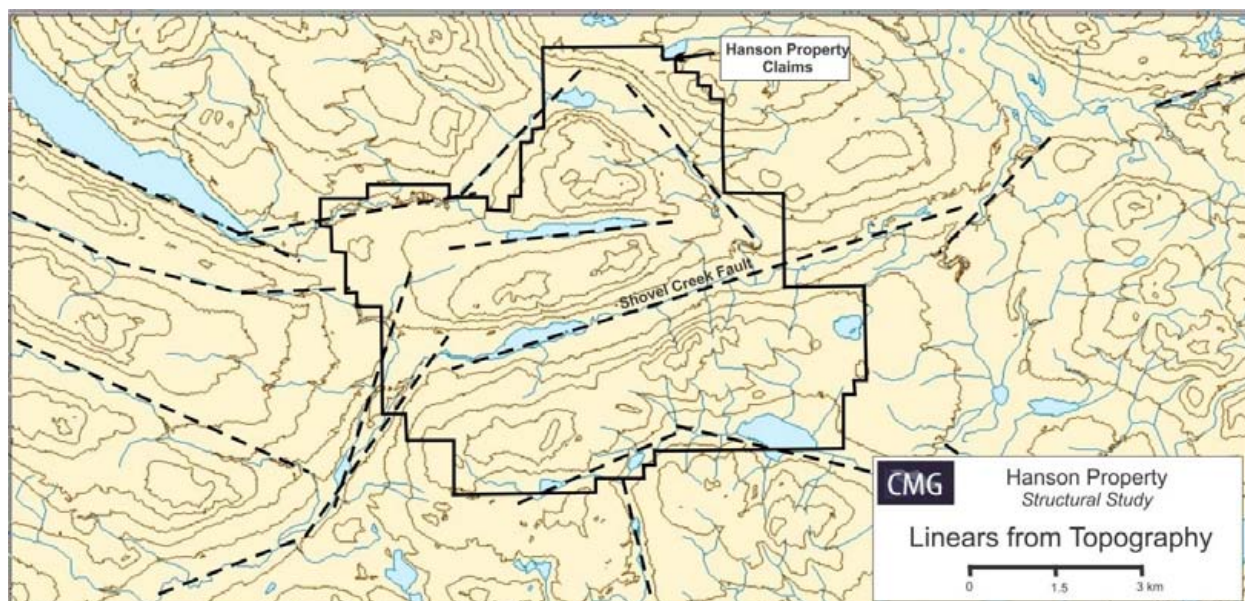 Hanson Property
Claims
Shovel Creek Fault
CMG
Hanson Property
Structural Study
Linears from Topography
0 1.5 3 km